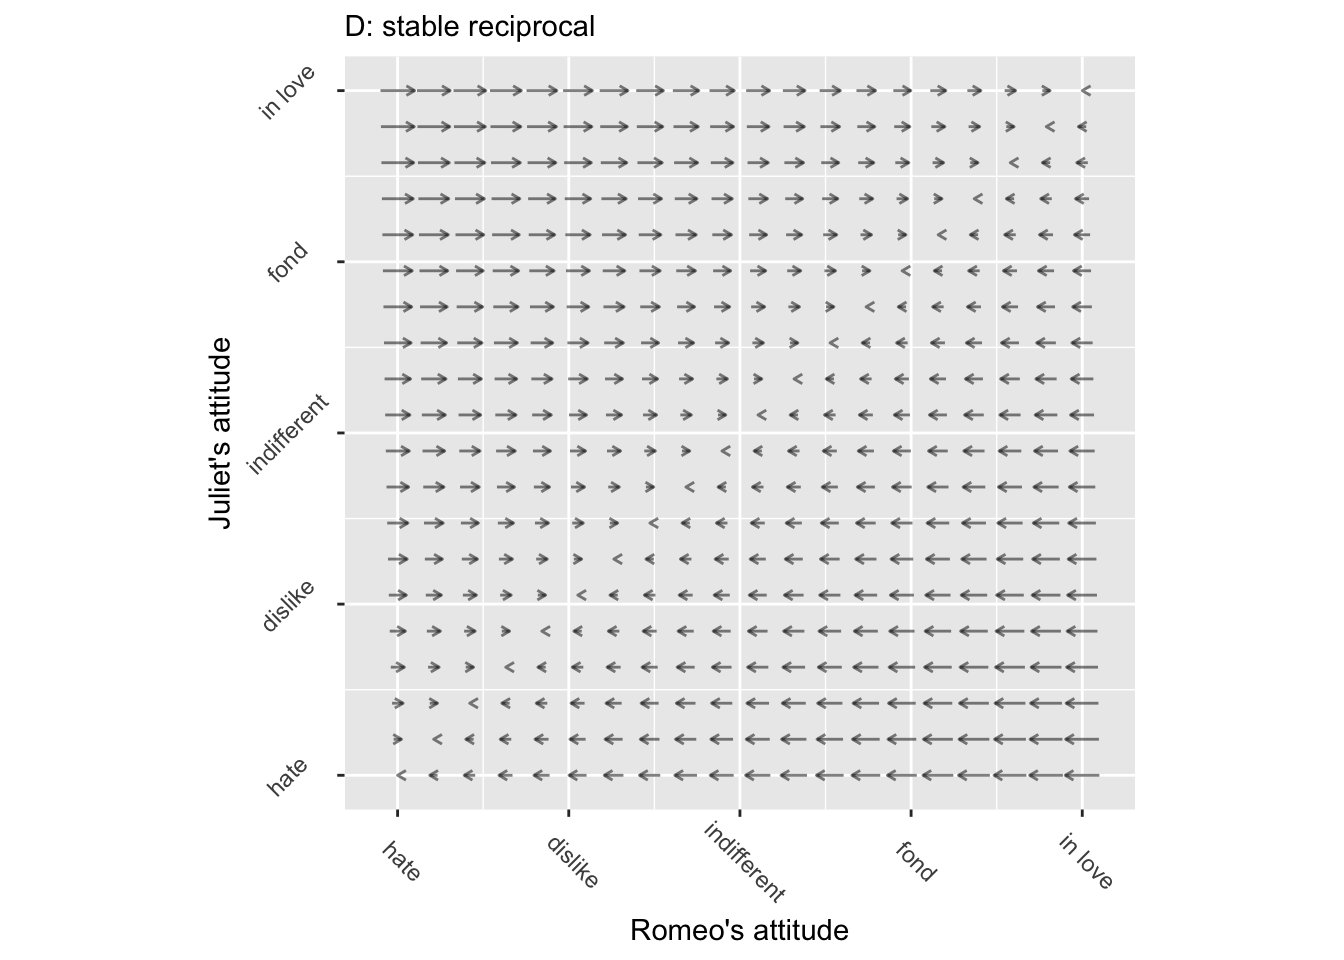 D: stable reciprocal
in love
fond
indifferent
dislike
hate
Juliet's attitude
hate
dislike
indifferent
fond
in love
Romeo's attitude